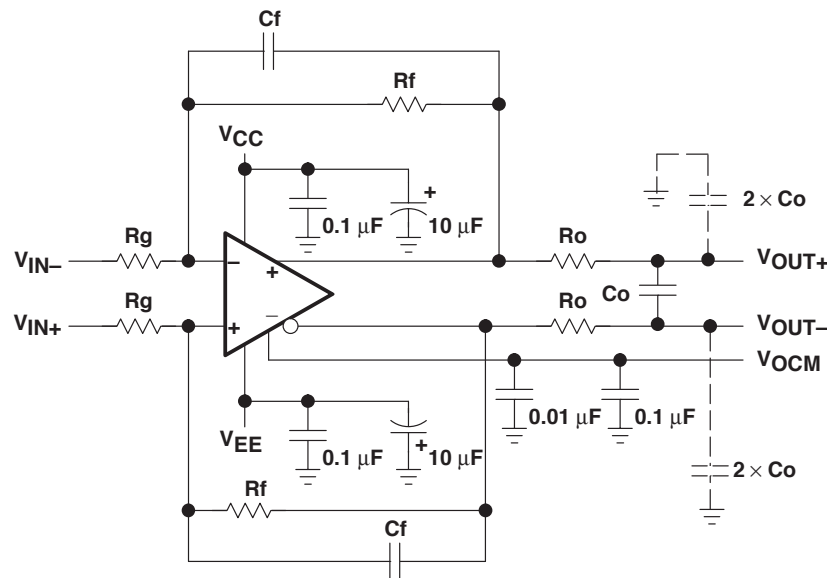 Cf
Rf
VCC
+
0.1 µF
10 µF
2 × Co
Rg
Ro
VIN–
–
+
VOUT+
Co
Rg
Ro
VIN+
+
–
VOUT–
VOCM
0.01 µF
0.1 µF
VEE
0.1 µF
+
10 µF
2 × Co
Rf
Cf